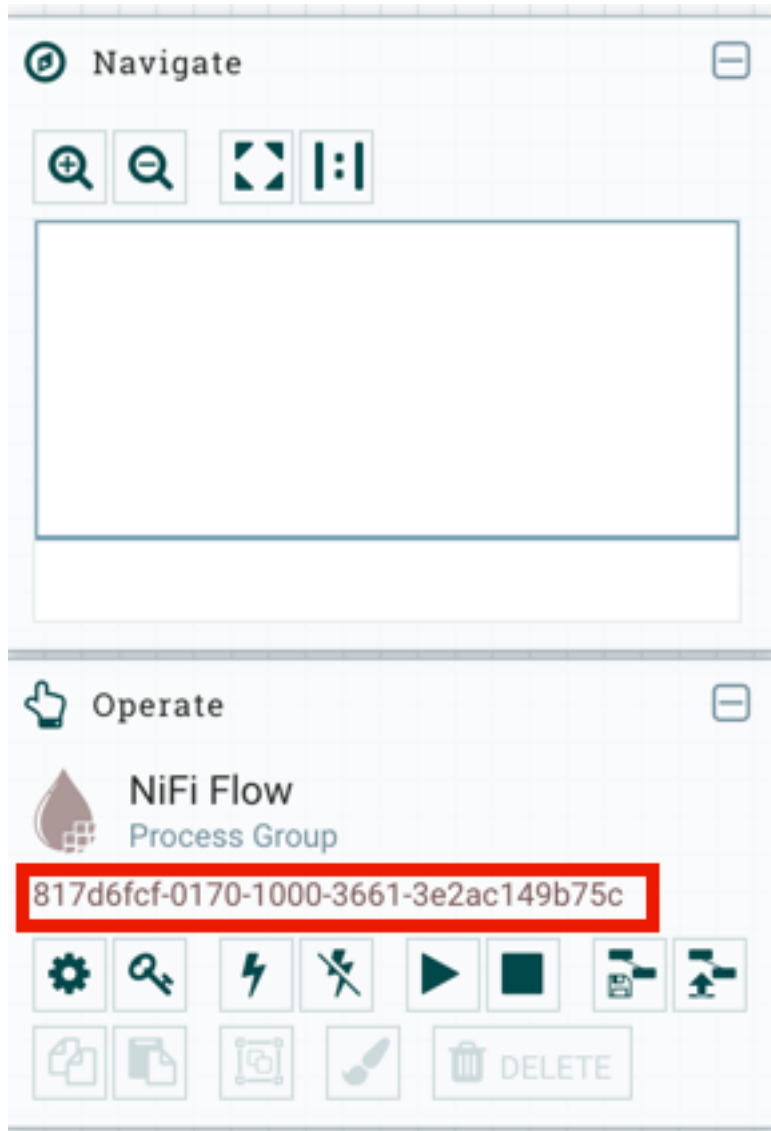 Navigate
Operate
NiFi Flow
Process Group
817d6fcf-0170-1000-3661-3e2ac149b75c
DELETE